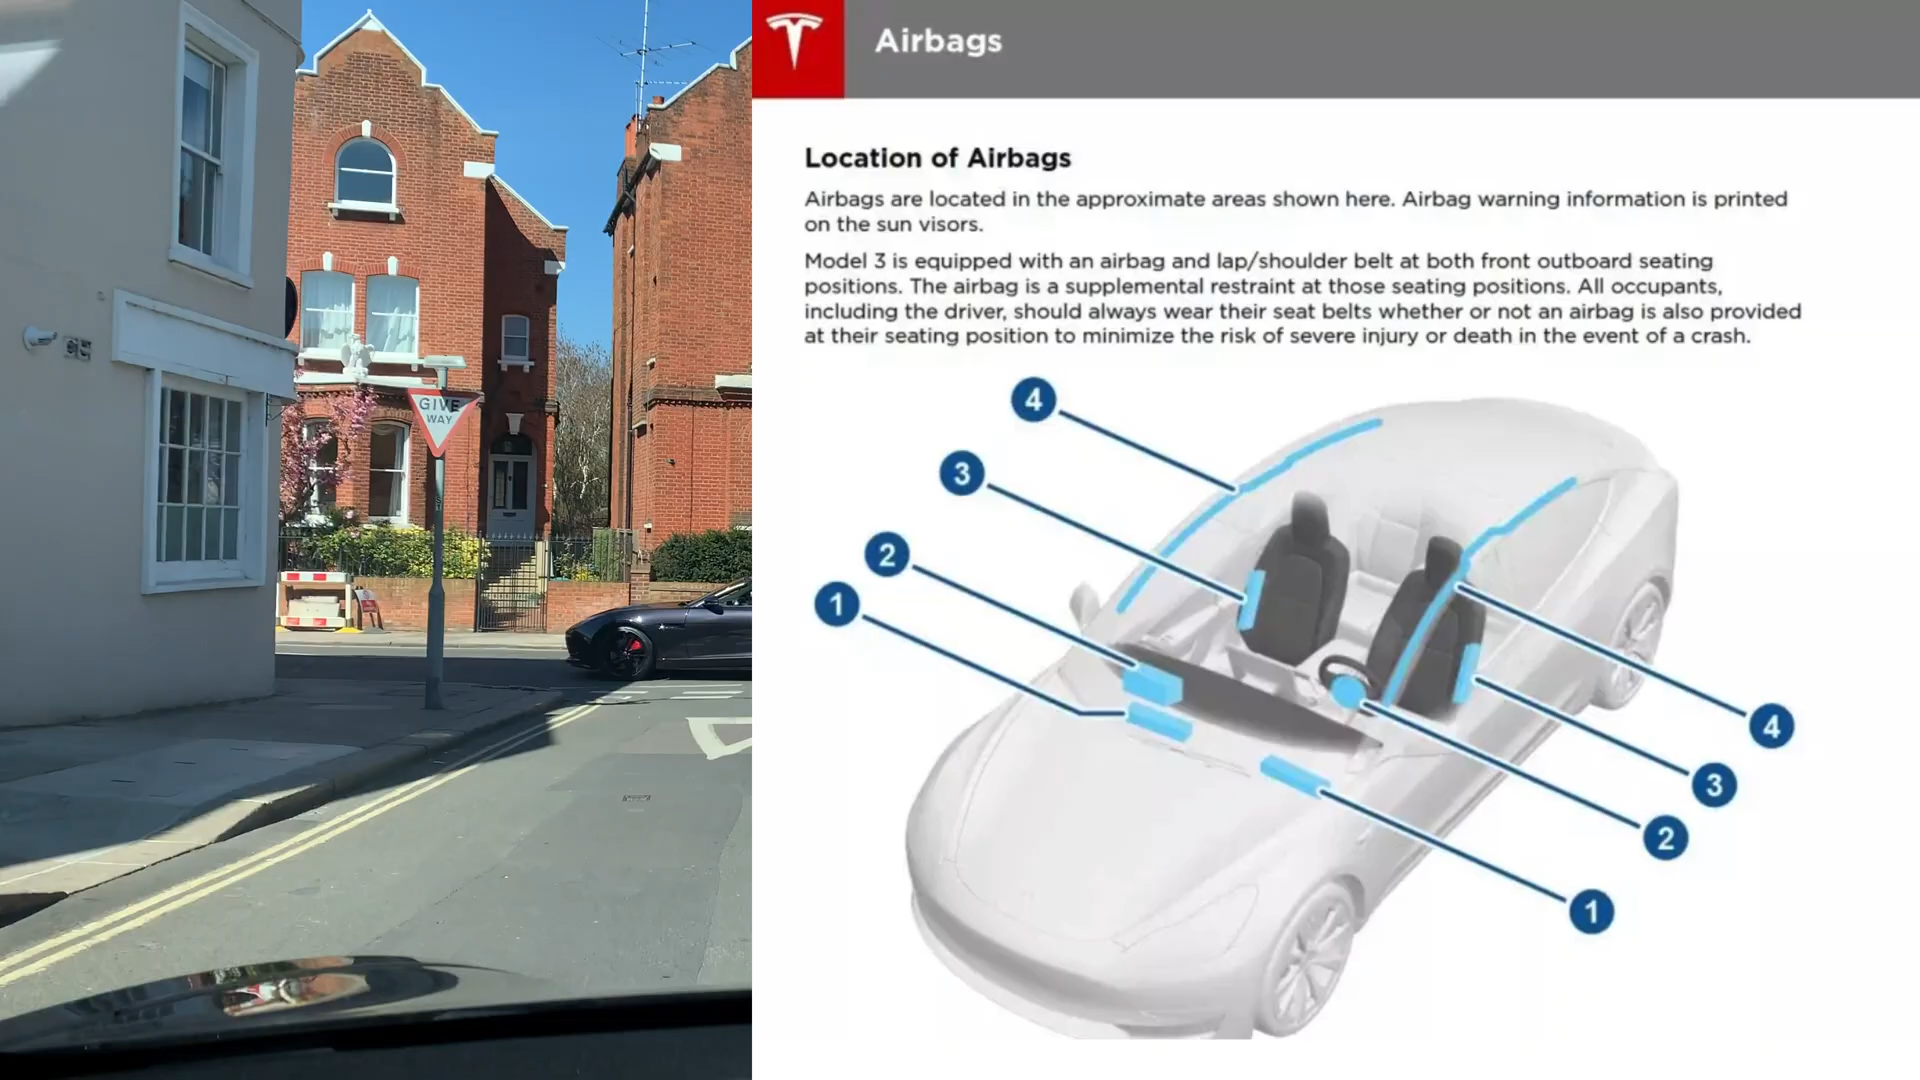 GIVE
WAY
Airbags
Location of Airbags
Airbags are located in the approximate areas shown here. Airbag warning information is printed
on the sun visors.
Model 3 is equipped with an airbag and lap/shoulder belt at both front outboard seating
positions. The airbag is a supplemental restraint at those seating positions. All occupants,
including the driver, should always wear their seat belts whether or not an airbag is also provided
at their seating position to minimize the risk of severe injury or death in the event of a crash.
4
3
2
1
4
3
2
1